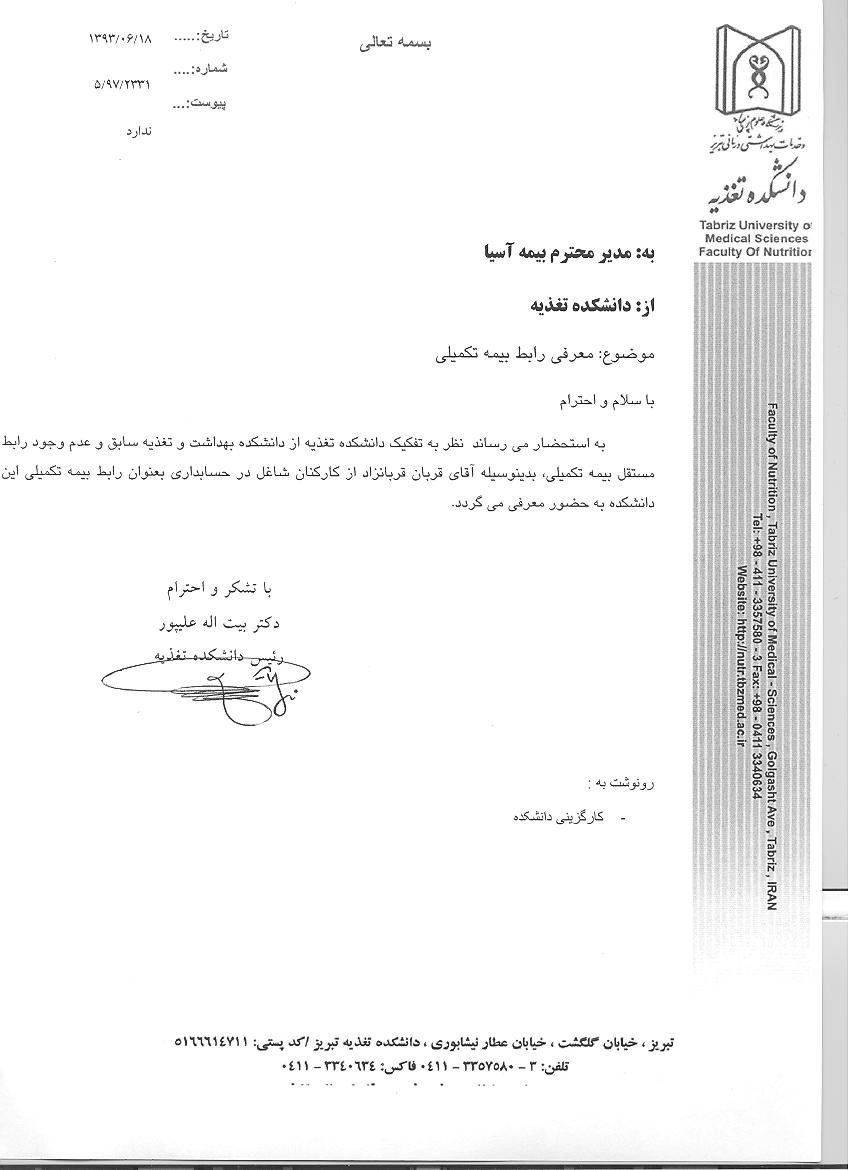 بسمه تعالی
تاریخ:..... ۱۳۹۳/۰۶/۱۸
شماره:....
۵/۹۷/۲۳۳۱
پیوست:...
ندارد
دانشگاه علوم پزشکی
و خدمات بهداشتی درمانی تبریز
دانشکده تغذیه
Tabriz University of
Medical Sciences
Faculty Of Nutrition
به: مدیر محترم بیمه آسیا
از: دانشکده تغذیه
موضوع: معرفی رابط بیمه تکمیلی
با سلام و احترام
به استحضار می رساند نظر به تفکیک دانشکده تغذیه از دانشکده بهداشت و تغذیه سابق و عدم وجود رابط
مستقل بیمه تکمیلی، بدینوسیله آقای قربان قربانزاد از کارکنان شاغل در حسابداری بعنوان رابط بیمه تکمیلی این
دانشکده به حضور معرفی می گردد.
با تشکر و احترام
دکتر بیت اله علیپور
رئیس دانشکده تغذیه
رونوشت به :
- کارگزینی دانشکده
Faculty of Nutrition , Tabriz University of Medical - Sciences , Golgasht Ave , Tabriz , IRAN
Tel: +98 - 411 - 3357580 - 3 Fax: +98 - 0411 3340634
Website: http://nutr.tbzmed.ac.ir
تبریز ، خیابان گلگشت ، خیابان عطار نیشابوری ، دانشکده تغذیه تبریز /کد پستی: ۵۱۶۶۶۱۴۷۱۱
تلفن: ۳ - ۳۳۵۷۵۸۰ - ۰۴۱۱ فاکس: ۳۳۴۰۶۳۴ - ۰۴۱۱